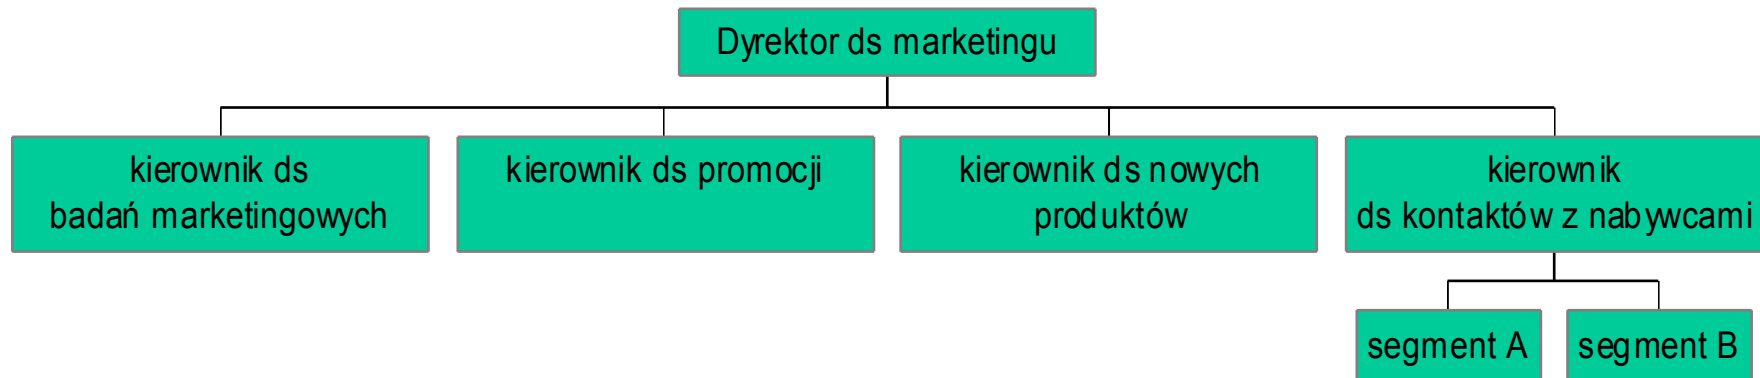 Dyrektor ds marketingu
kierownik ds
badań marketingowych
kierownik ds promocji
kierownik ds nowych
produktów
kierownik
ds kontaktów z nabywcami
segment A
segment B